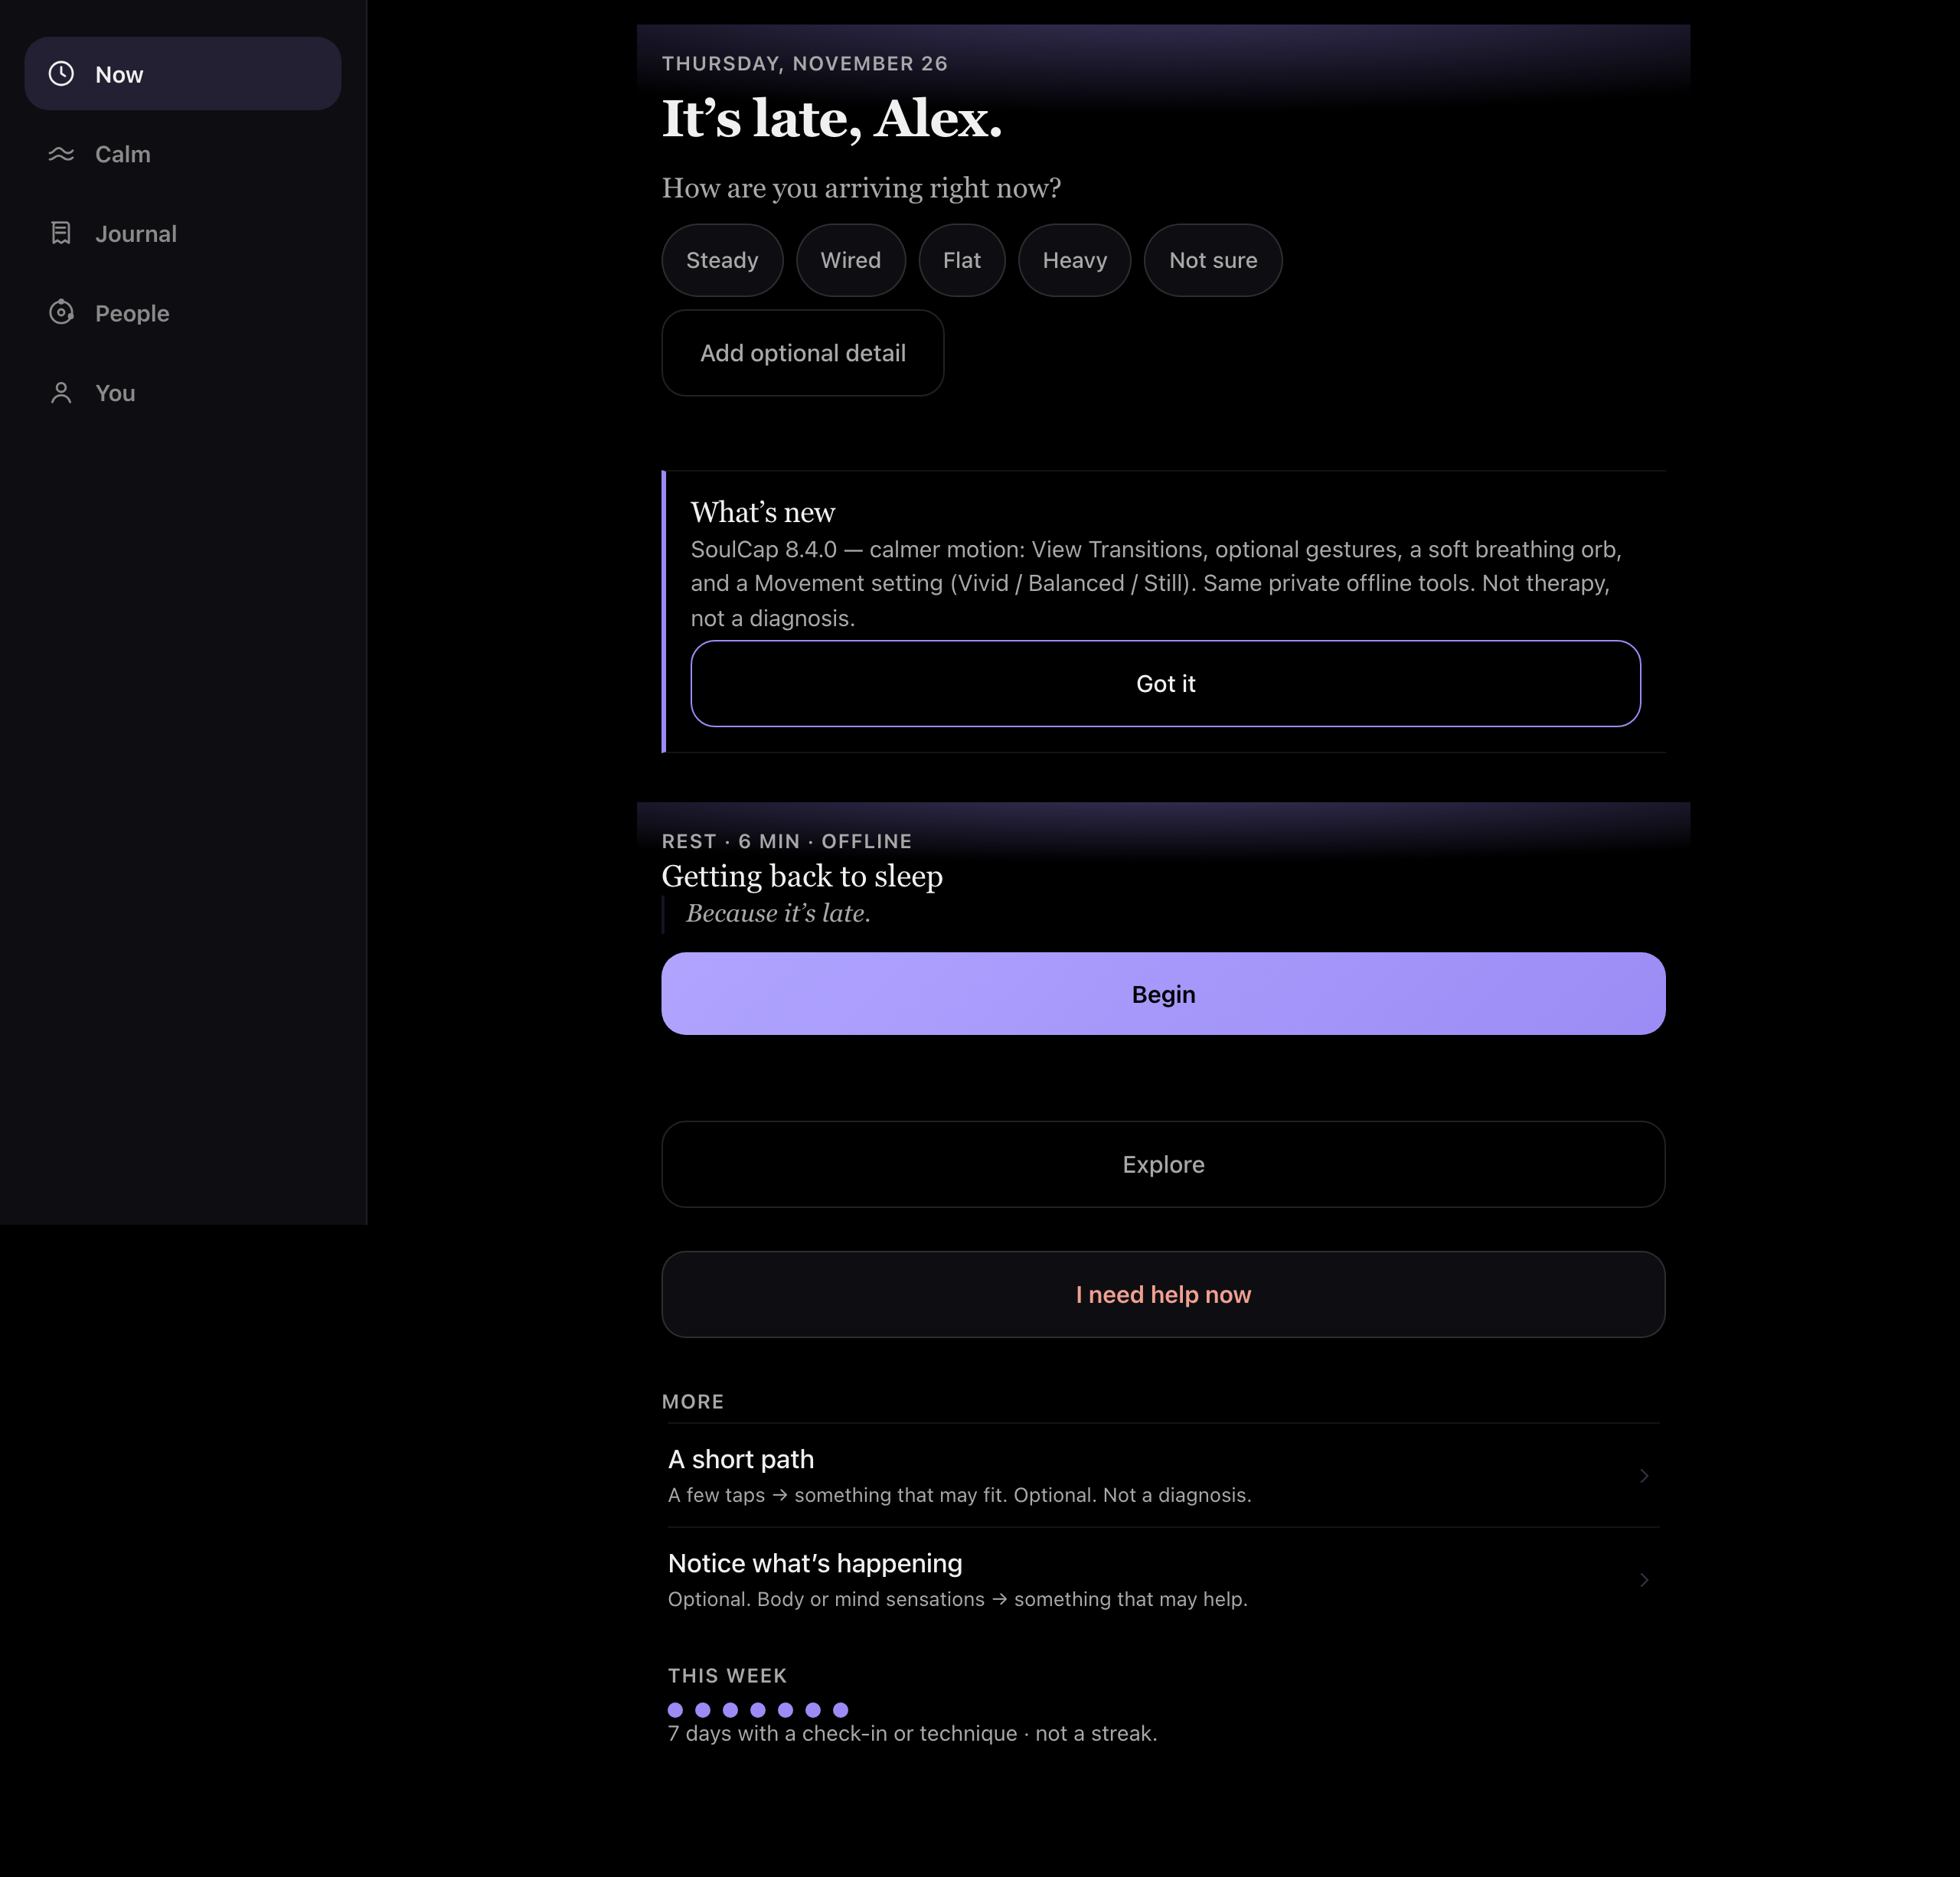 Now
Calm
Journal
People
You
THURSDAY, NOVEMBER 26
It’s late, Alex.
How are you arriving right now?
Steady
Wired
Flat
Heavy
Not sure
Add optional detail
What’s new
SoulCap 8.4.0 — calmer motion: View Transitions, optional gestures, a soft breathing orb,
and a Movement setting (Vivid / Balanced / Still). Same private offline tools. Not therapy,
not a diagnosis.
Got it
REST · 6 MIN · OFFLINE
Getting back to sleep
Because it’s late.
Begin
Explore
I need help now
MORE
A short path
A few taps → something that may fit. Optional. Not a diagnosis.
Notice what’s happening
Optional. Body or mind sensations → something that may help.
THIS WEEK
7 days with a check-in or technique · not a streak.